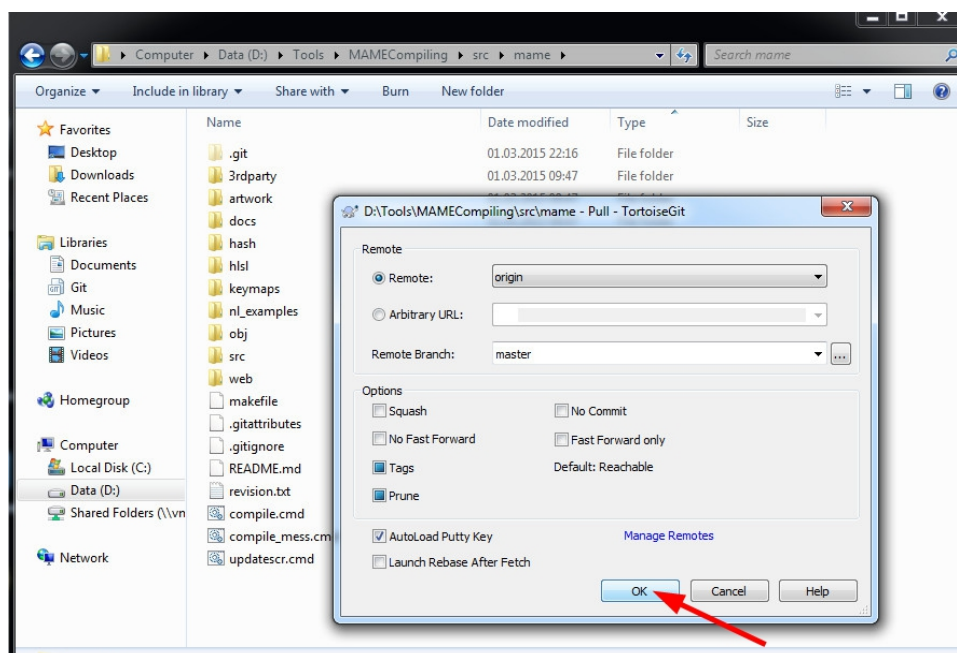 Computer Data (D:) Tools MAMECompiling src mame Search mame
Organize Include in library Share with Burn New folder
Favorites
Desktop
Downloads
Recent Places
Libraries
Documents
Git
Music
Pictures
Videos
Homegroup
Computer
Local Disk (C:)
Data (D:)
Shared Folders (\\vn
Network
Name Date modified Type Size
.git 01.03.2015 22:16 File folder
3rdparty 01.03.2015 09:47 File folder
artwork
docs
hash
hlsl
keymaps
nl_examples
obj
src
web
makefile
.gitattributes
.gitignore
README.md
revision.txt
compile.cmd
compile_mess.cm
updatescr.cmd
D:\Tools\MAMECompiling\src\mame - Pull - TortoiseGit
Remote
Remote: origin
Arbitrary URL:
Remote Branch: master ...
Options
Squash No Commit
No Fast Forward Fast Forward only
Tags Default: Reachable
Prune
AutoLoad Putty Key Manage Remotes
Launch Rebase After Fetch
OK Cancel Help